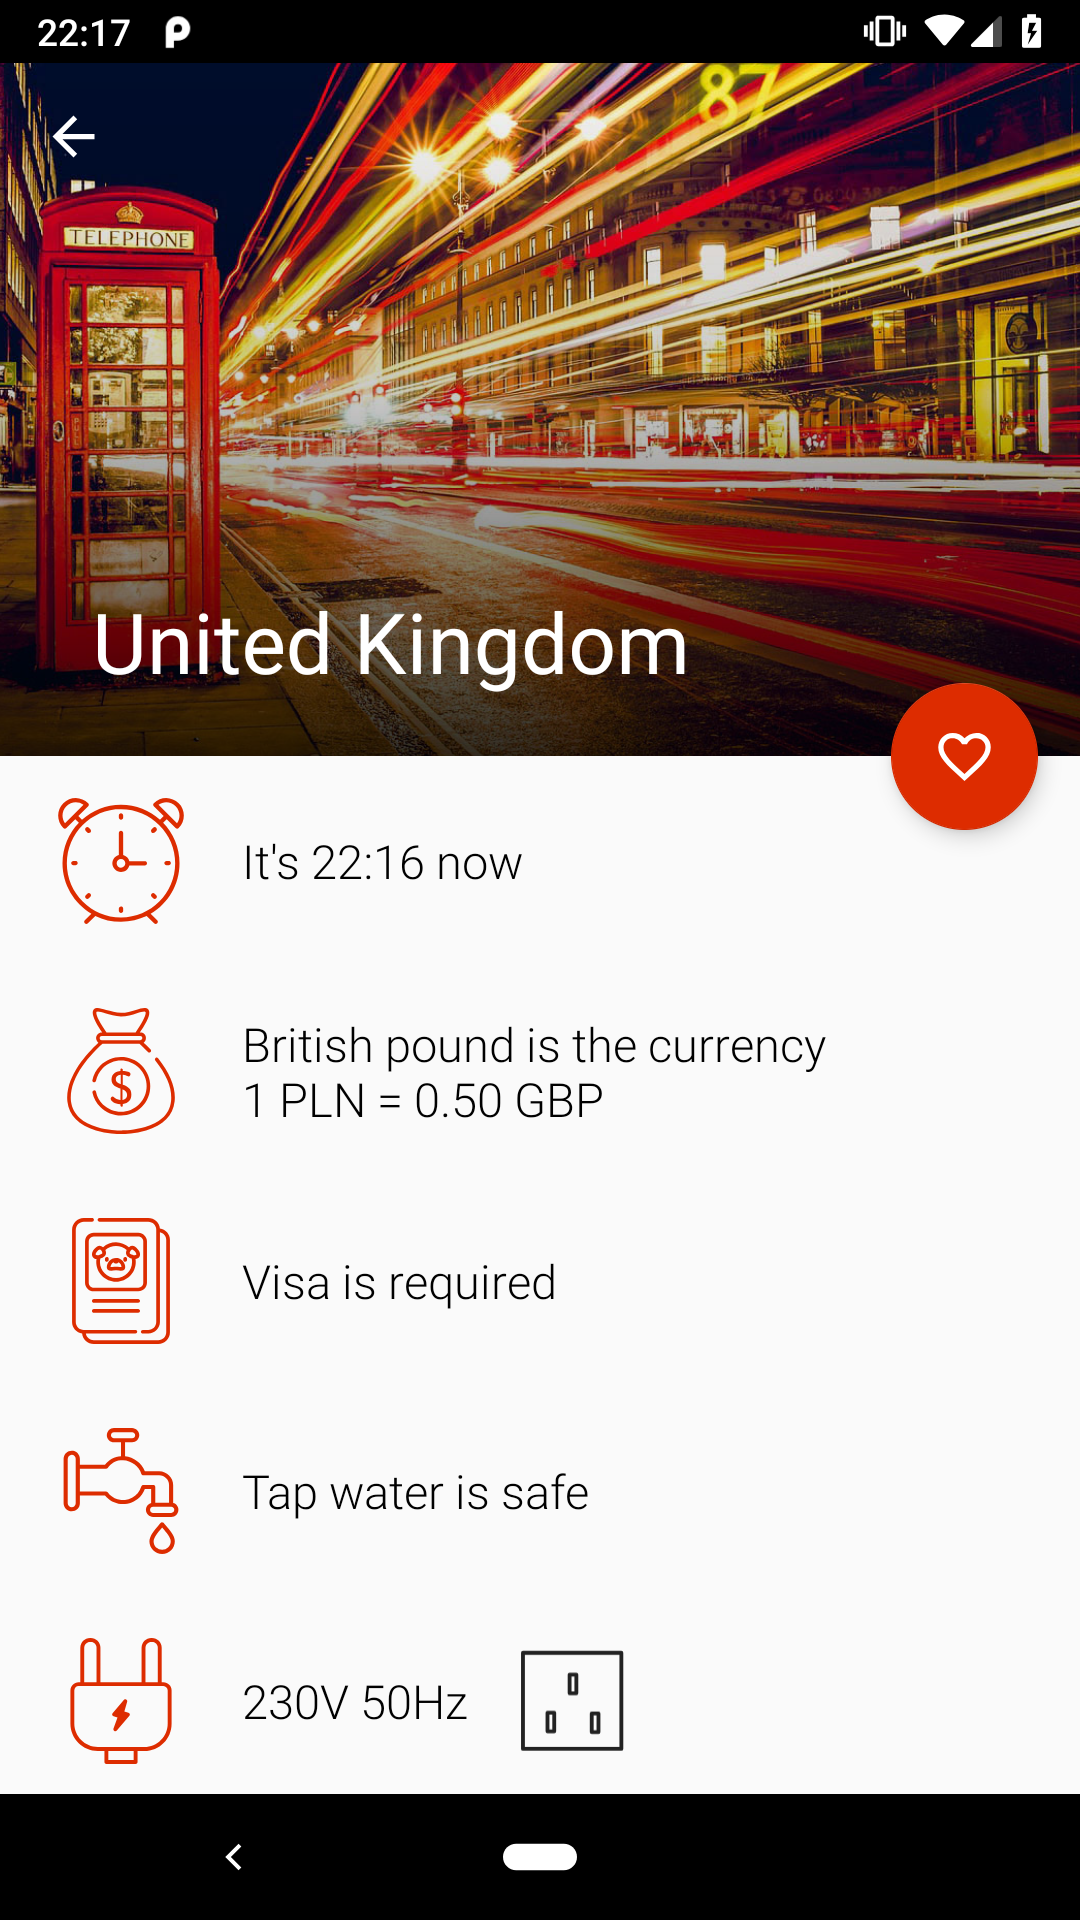 22:17
87
TELEPHONE
United Kingdom
It's 22:16 now
British pound is the currency
1 PLN = 0.50 GBP
Visa is required
Tap water is safe
230V 50Hz